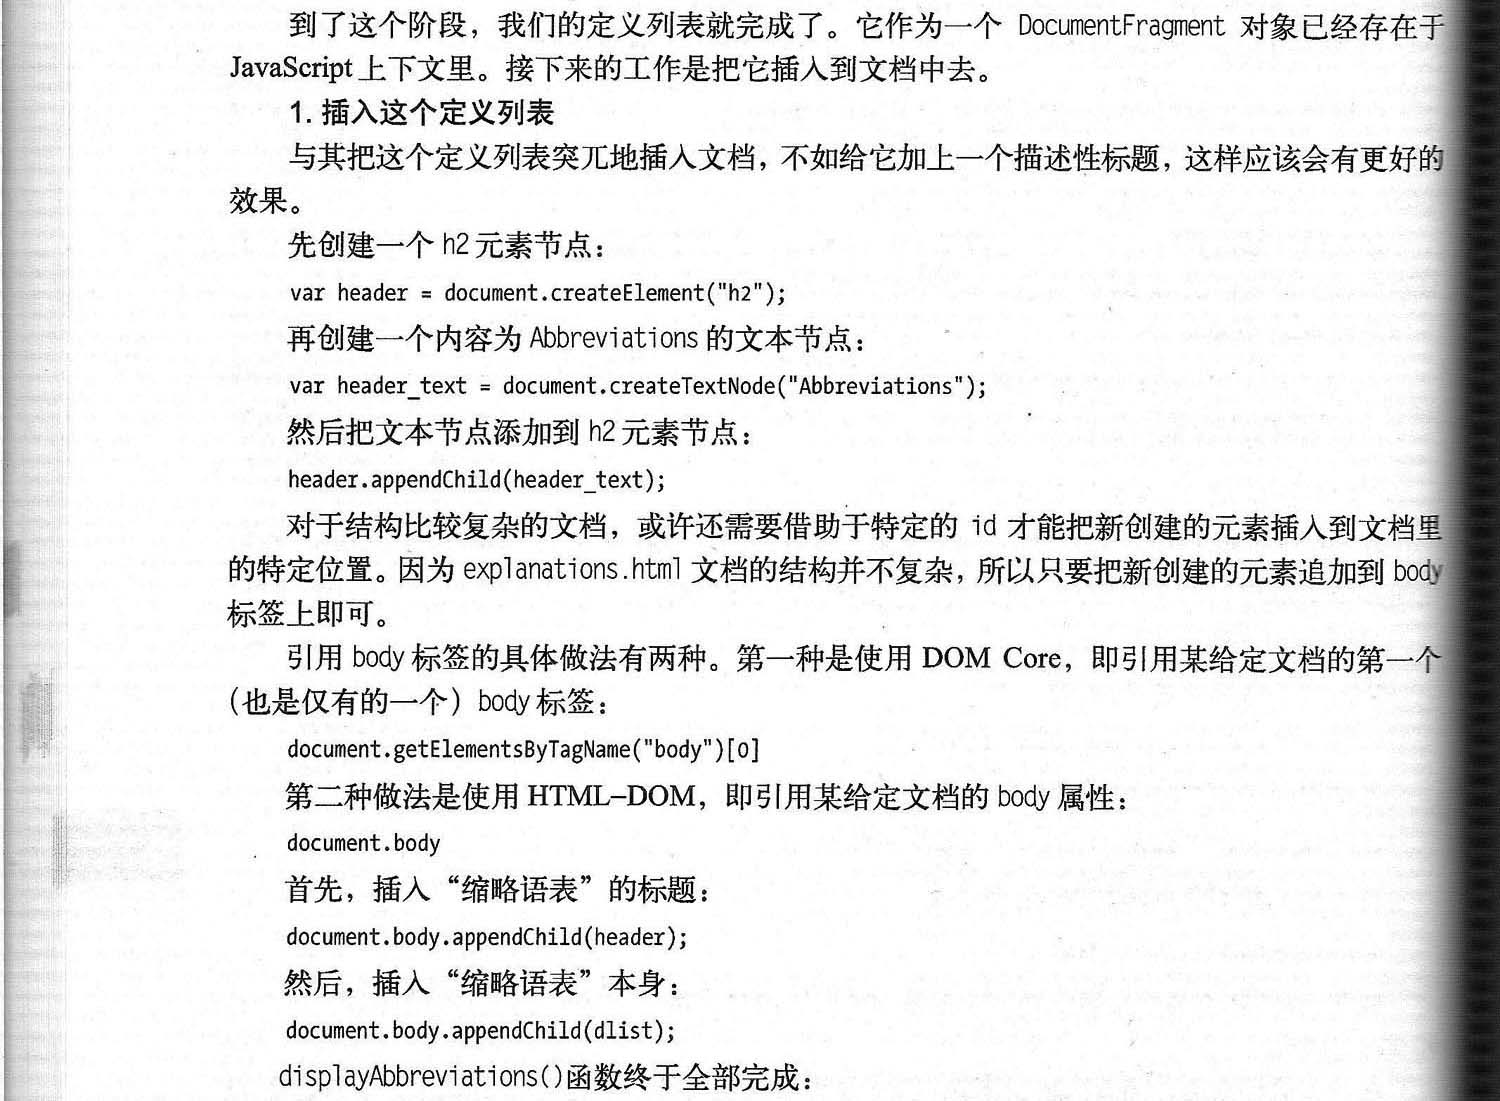 到了这个阶段，我们的定义列表就完成了。它作为一个 DocumentFragment 对象已经存在于
JavaScript上下文里。接下来的工作是把它插入到文档中去。
1. 插入这个定义列表
与其把这个定义列表突兀地插入文档，不如给它加上一个描述性标题，这样应该会有更好的
效果。
先创建一个 h2元素节点：
var header = document.createElement("h2");
再创建一个内容为 Abbreviations 的文本节点：
var header_text = document.createTextNode("Abbreviations");
然后把文本节点添加到 h2元素节点：
header.appendChild(header_text);
对于结构比较复杂的文档，或许还需要借助于特定的 id 才能把新创建的元素插入到文档里
的特定位置。因为 explanations.html 文档的结构并不复杂，所以只要把新创建的元素追加到 body
标签上即可。
引用 body 标签的具体做法有两种。第一种是使用 DOM Core，即引用某给定文档的第一个
（也是仅有的一个）body 标签：
document.getElementsByTagName("body")[0]
第二种做法是使用 HTML-DOM，即引用某给定文档的 body 属性：
document.body
首先，插入“缩略语表”的标题：
document.body.appendChild(header);
然后，插入“缩略语表”本身：
document.body.appendChild(dlist);
displayAbbreviations()函数终于全部完成：